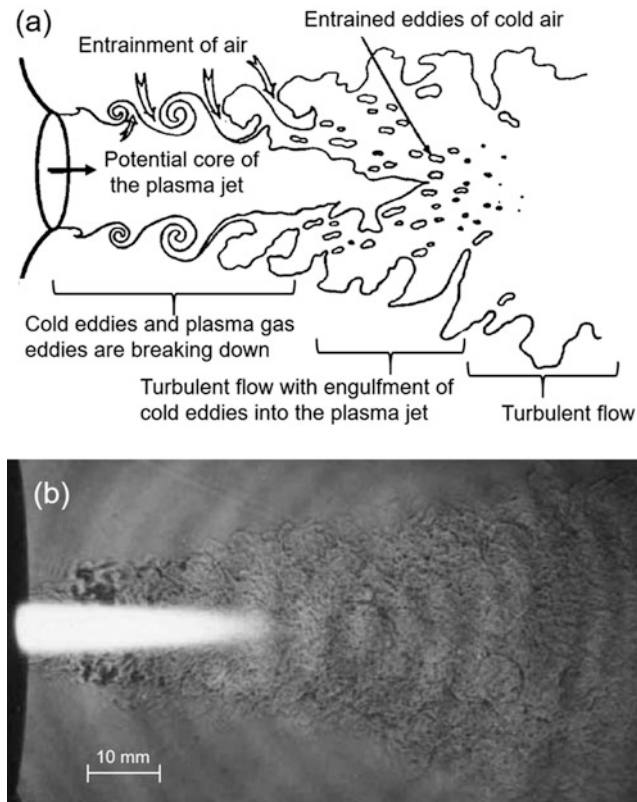 (a)
Entrained eddies of cold air
Entrainment of air
Potential core of
the plasma jet
Cold eddies and plasma gas
eddies are breaking down
Turbulent flow with engulfment of
cold eddies into the plasma jet
Turbulent flow
(b)
10 mm